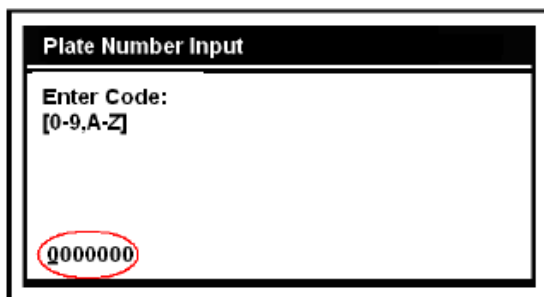 Plate Number Input
Enter Code:
[0-9,A-Z]
0000000